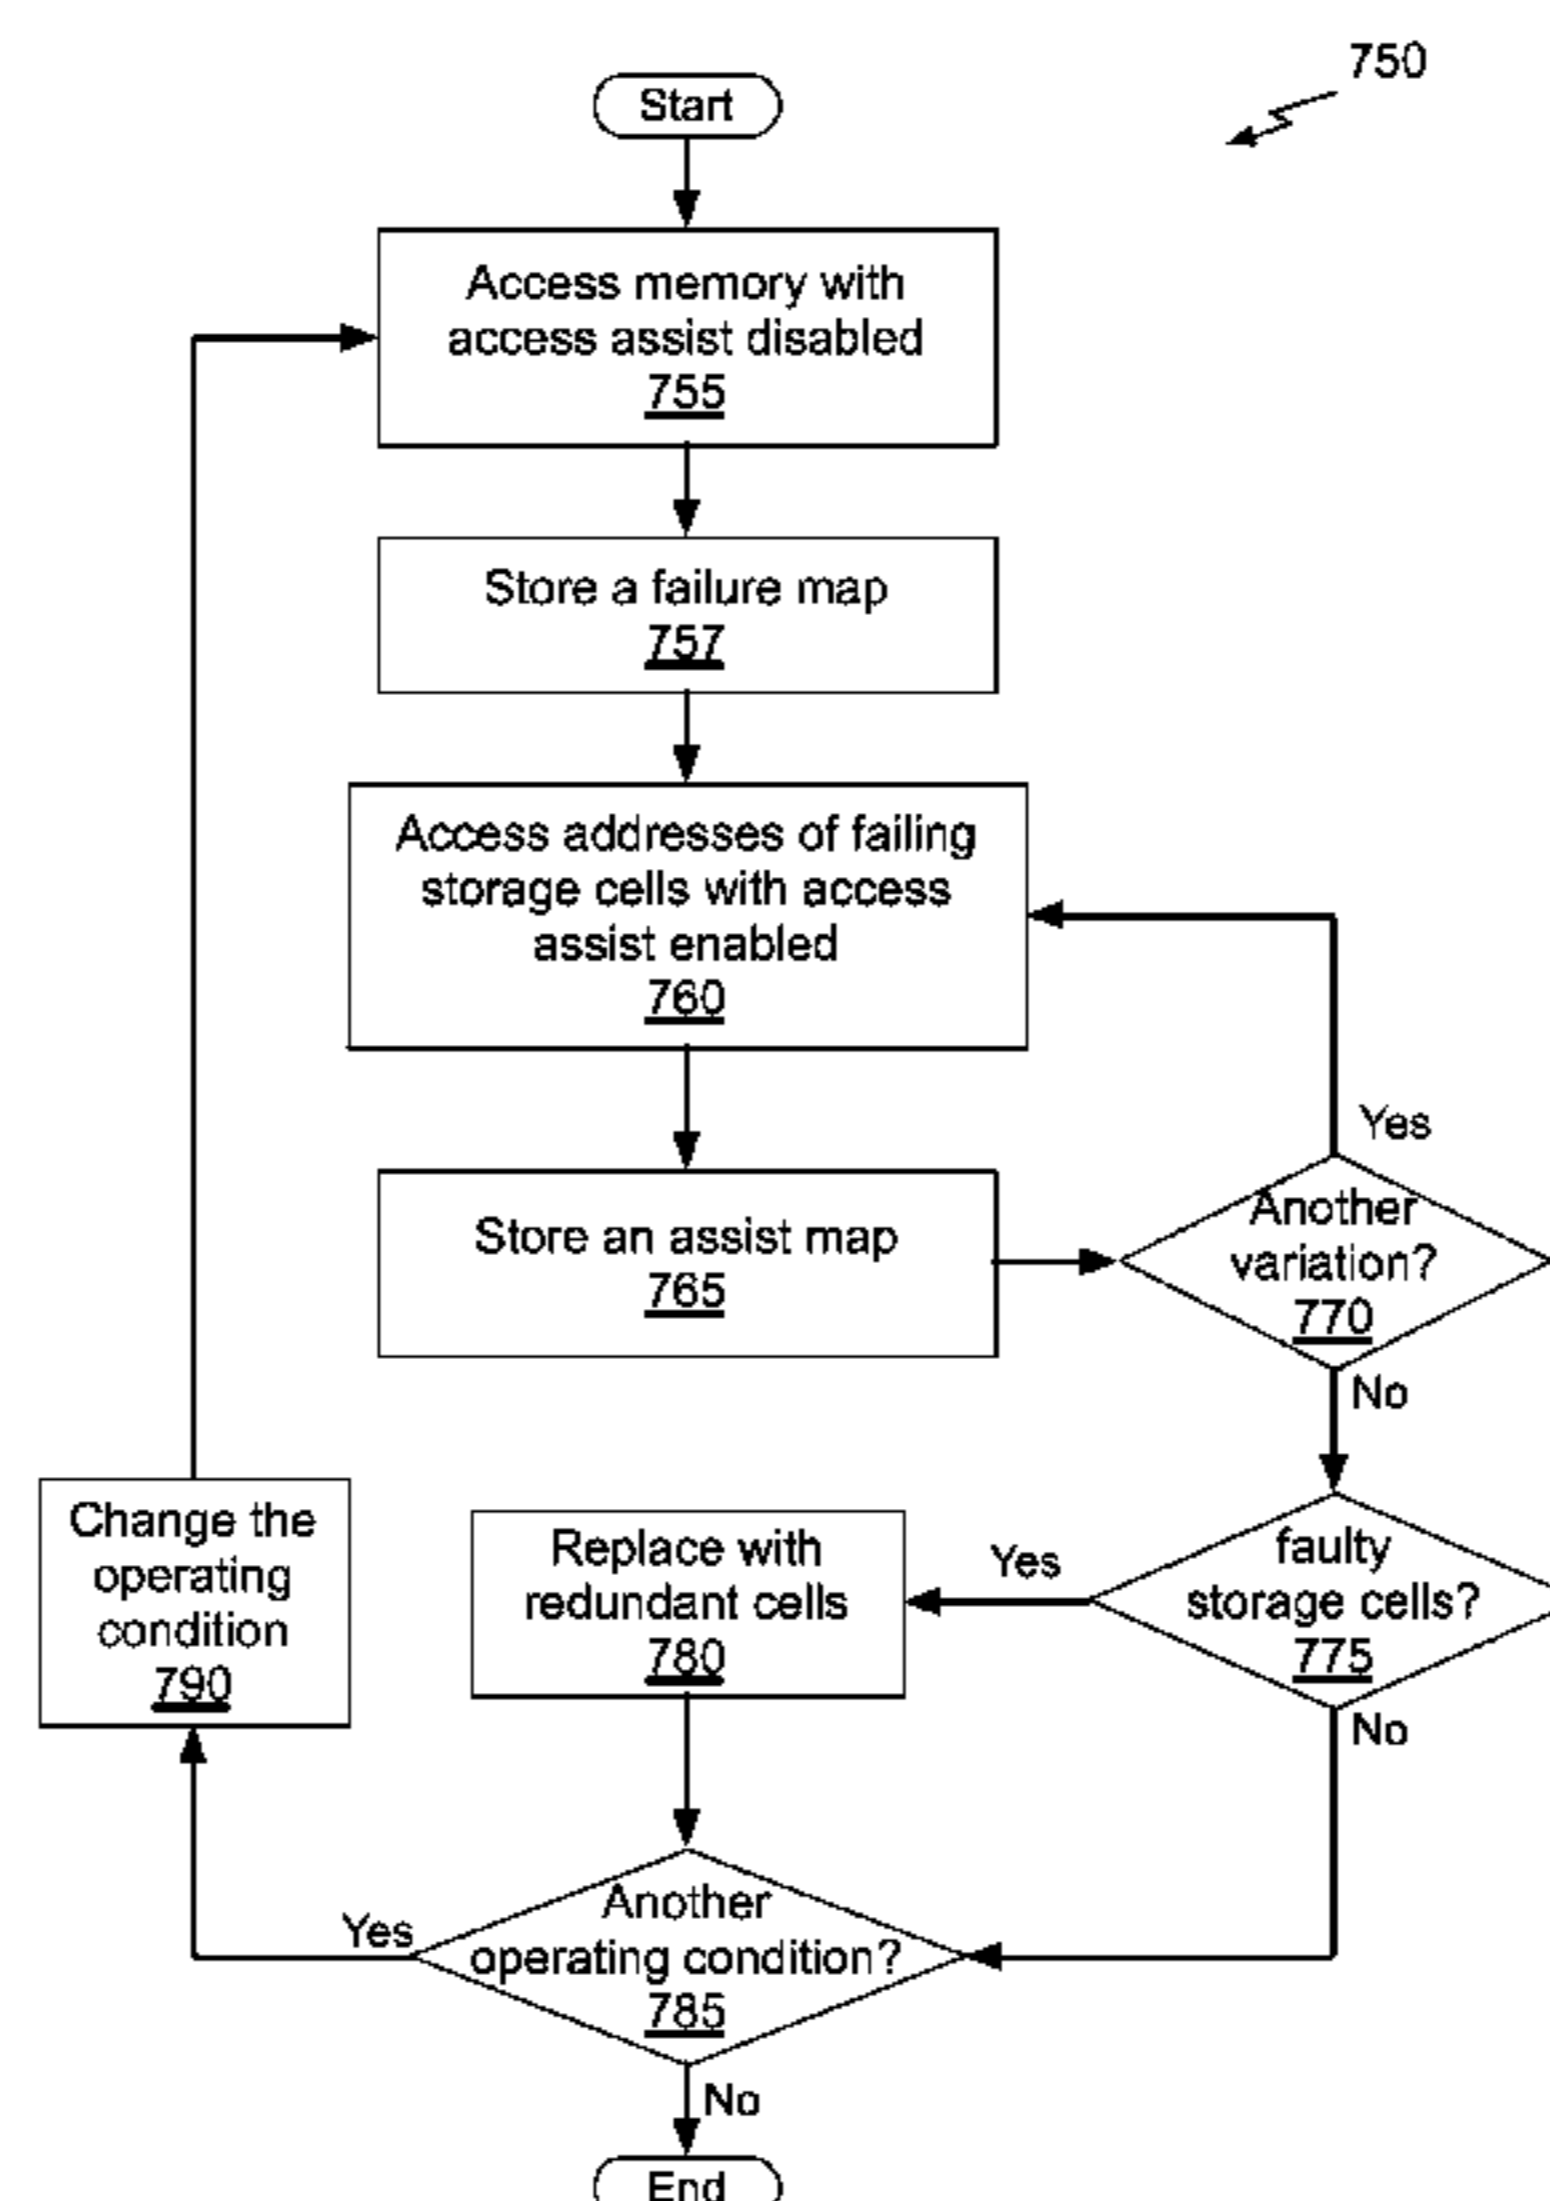 750
Start
Access memory with
access assist disabled
755
Store a failure map
757
Access addresses of failing
storage cells with access
assist enabled
760
Yes
Store an assist map
765
Another
variation?
770
No
Change the
operating
condition
790
Replace with
redundant cells
780
Yes
faulty
storage cells?
775
No
Yes
Another
operating condition?
785
No
End